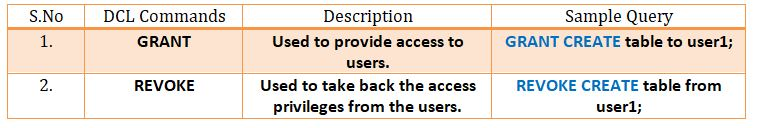 S.No DCL Commands Description Sample Query
1. GRANT Used to provide access to GRANT CREATE table to user1;
users.
2. REVOKE Used to take back the access REVOKE CREATE table from
privileges from the users. user1;